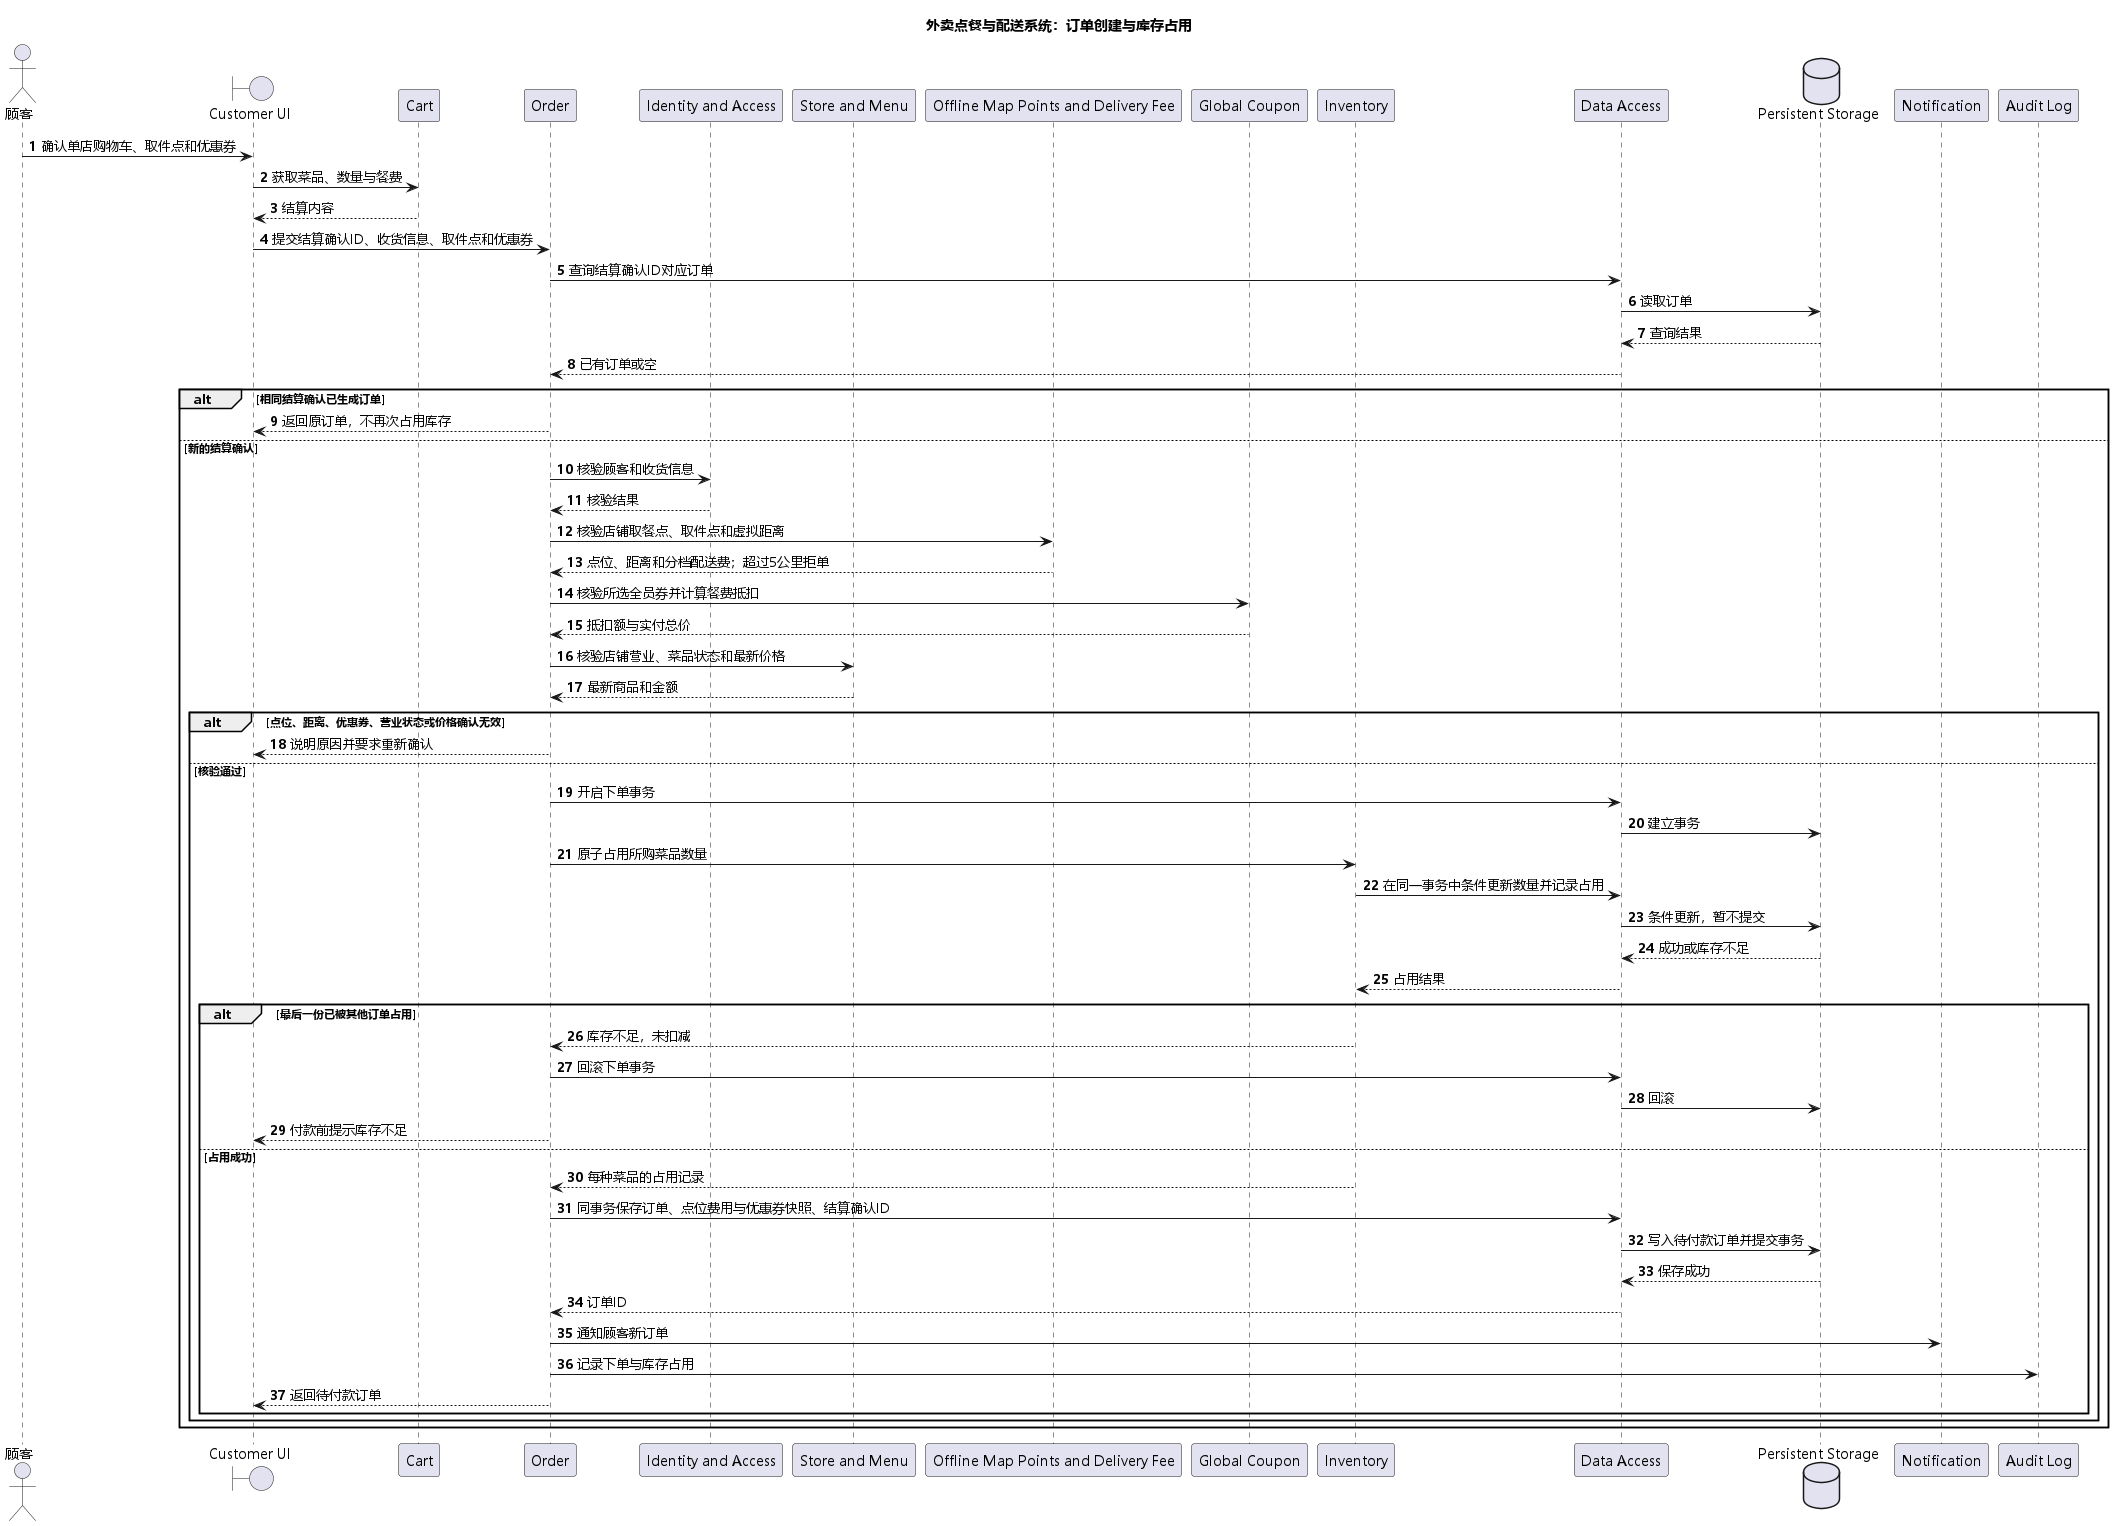 外卖点餐与配送系统：订单创建与库存占用
顾客
Customer UI
Cart
Order
Identity and Access
Store and Menu
Offline Map Points and Delivery Fee
Global Coupon
Inventory
Data Access
Persistent Storage
Notification
Audit Log
1 确认单店购物车、取件点和优惠券
2 获取菜品、数量与餐费
3 结算内容
4 提交结算确认ID、收货信息、取件点和优惠券
5 查询结算确认ID对应订单
6 读取订单
7 查询结果
8 已有订单或空
alt [相同结算确认已生成订单]
9 返回原订单，不再次占用库存
[新的结算确认]
10 核验顾客和收货信息
11 核验结果
12 核验店铺取餐点、取件点和虚拟距离
13 点位、距离和分档配送费；超过5公里拒单
14 核验所选全员券并计算餐费抵扣
15 抵扣额与实付总价
16 核验店铺营业、菜品状态和最新价格
17 最新商品和金额
alt [点位、距离、优惠券、营业状态或价格确认无效]
18 说明原因并要求重新确认
[核验通过]
19 开启下单事务
20 建立事务
21 原子占用所购菜品数量
22 在同一事务中条件更新数量并记录占用
23 条件更新，暂不提交
24 成功或库存不足
25 占用结果
alt [最后一份已被其他订单占用]
26 库存不足，未扣减
27 回滚下单事务
28 回滚
29 付款前提示库存不足
[占用成功]
30 每种菜品的占用记录
31 同事务保存订单、点位费用与优惠券快照、结算确认ID
32 写入待付款订单并提交事务
33 保存成功
34 订单ID
35 通知顾客新订单
36 记录下单与库存占用
37 返回待付款订单
顾客
Customer UI
Cart
Order
Identity and Access
Store and Menu
Offline Map Points and Delivery Fee
Global Coupon
Inventory
Data Access
Persistent Storage
Notification
Audit Log